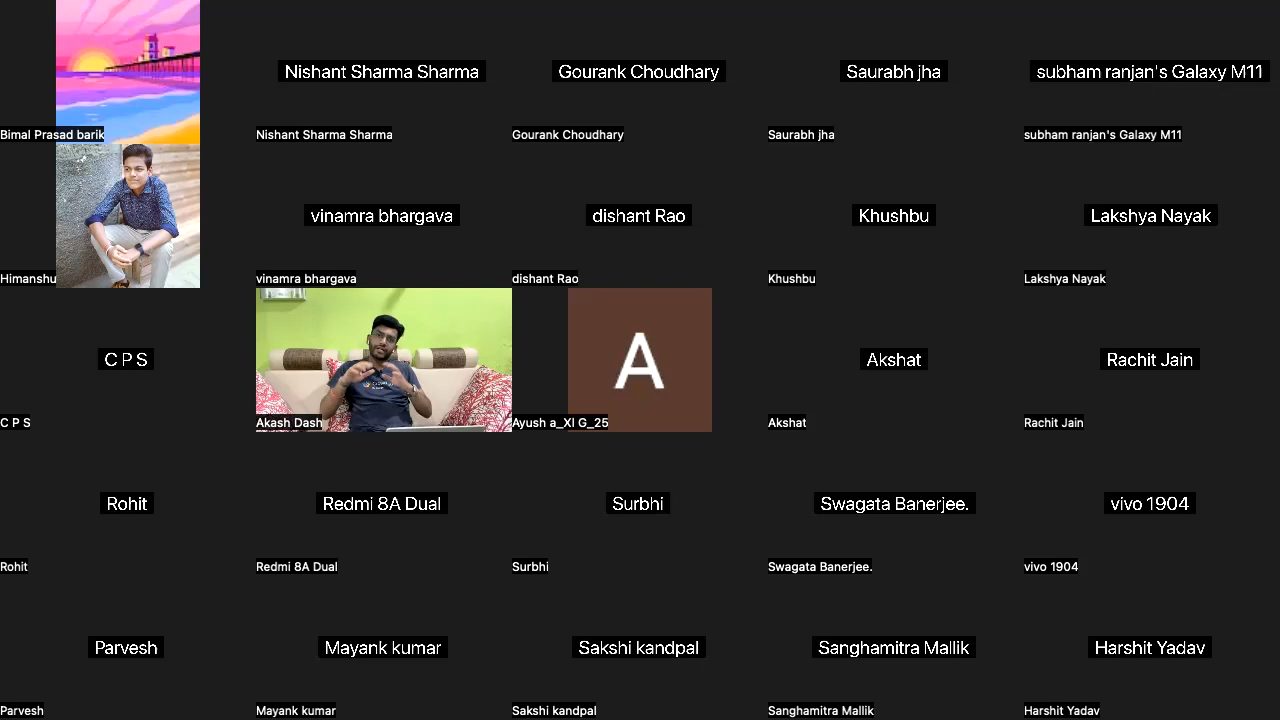 Nishant Sharma Sharma
Gourank Choudhary
Saurabh jha
subham ranjan's Galaxy M11
Bimal Prasad barik
Nishant Sharma Sharma
Gourank Choudhary
Saurabh jha
subham ranjan's Galaxy M11
vinamra bhargava
dishant Rao
Khushbu
Lakshya Nayak
Himanshu
vinamra bhargava
dishant Rao
Khushbu
Lakshya Nayak
C P S
A
Akshat
Rachit Jain
C P S
Akash Dash
Ayush a_XI G_25
Akshat
Rachit Jain
Rohit
Redmi 8A Dual
Surbhi
Swagata Banerjee.
vivo 1904
Rohit
Redmi 8A Dual
Surbhi
Swagata Banerjee.
vivo 1904
Parvesh
Mayank kumar
Sakshi kandpal
Sanghamitra Mallik
Harshit Yadav
Parvesh
Mayank kumar
Sakshi kandpal
Sanghamitra Mallik
Harshit Yadav